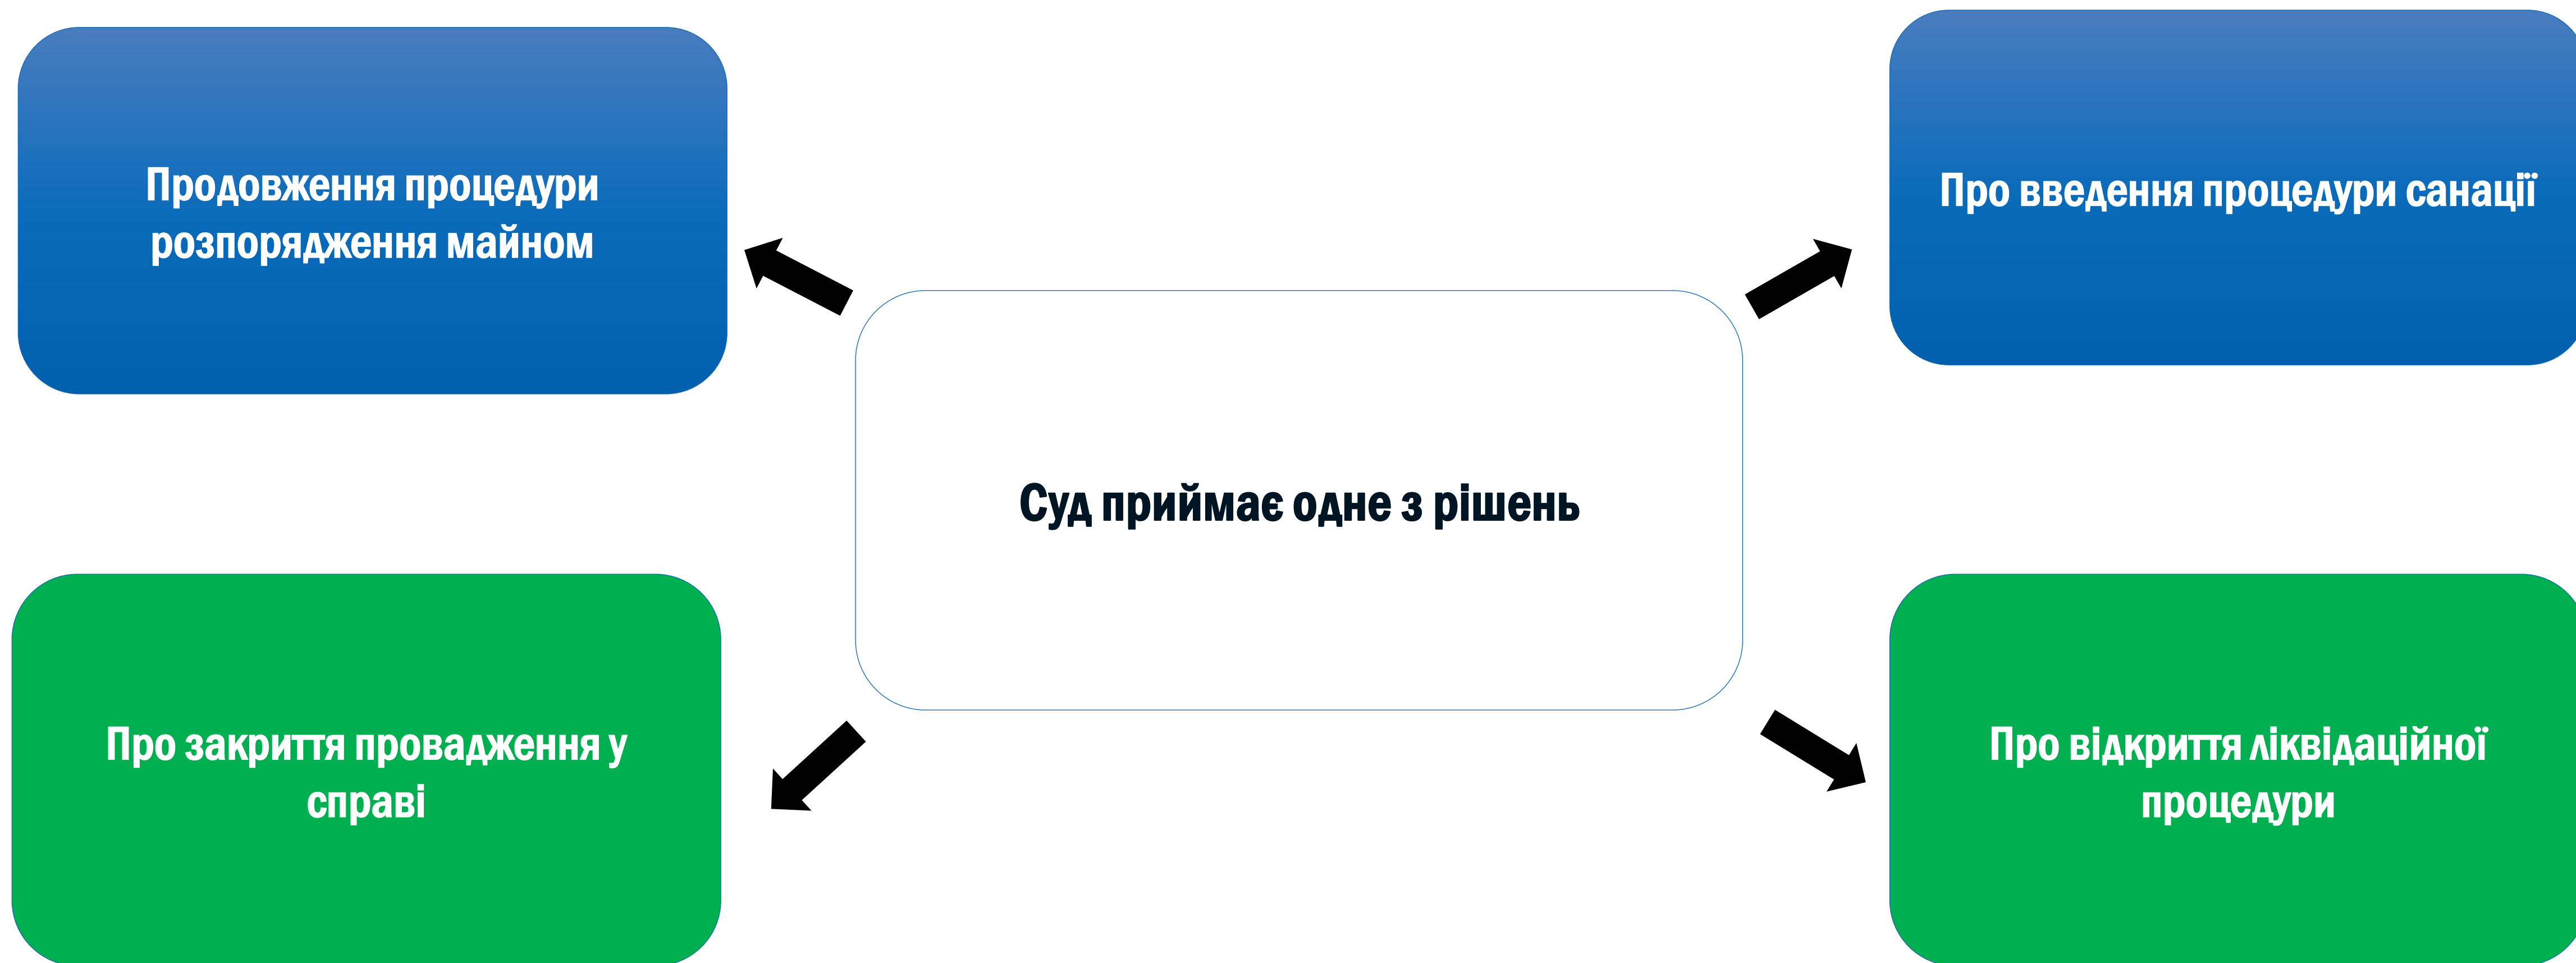 Продовження процедури
розпорядження майном
Про введення процедури санації
Суд приймає одне з рішень
Про закриття провадження у
справі
Про відкриття ліквідаційної
процедури